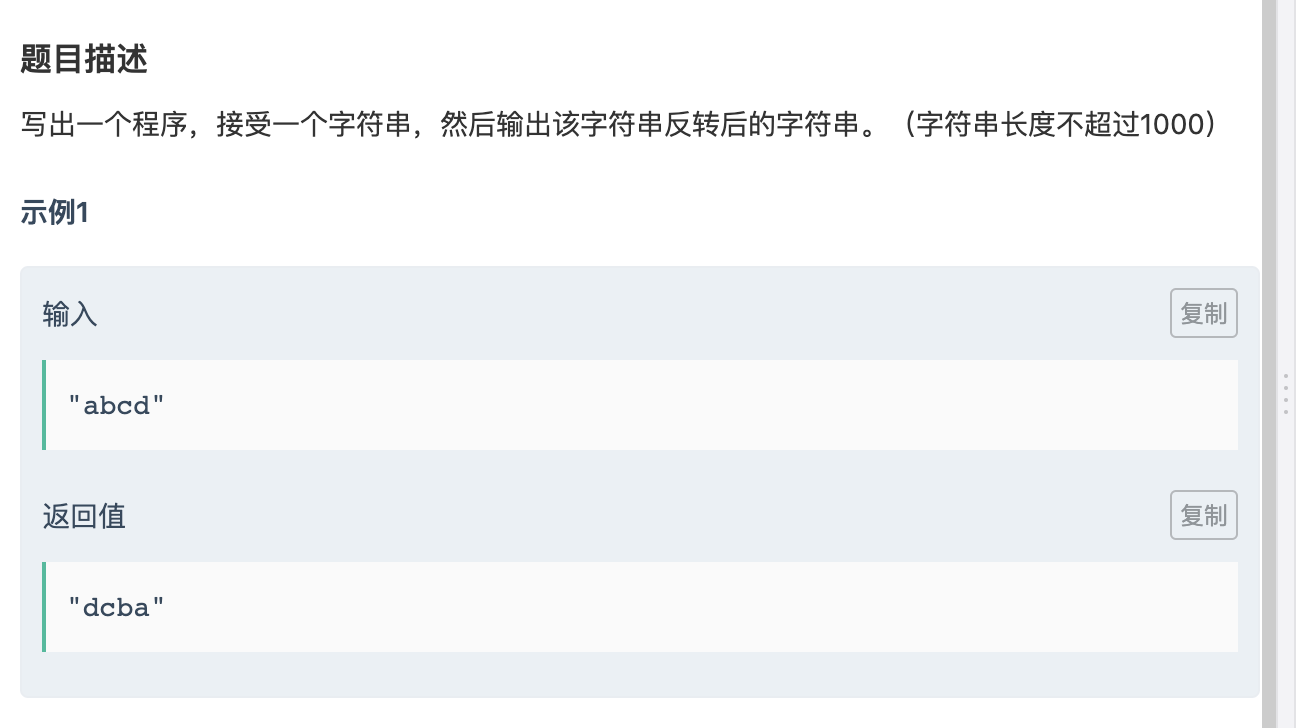 题目描述
写出一个程序，接受一个字符串，然后输出该字符串反转后的字符串。（字符串长度不超过1000）
示例1
输入
复制
"abcd"
返回值
复制
"dcba"